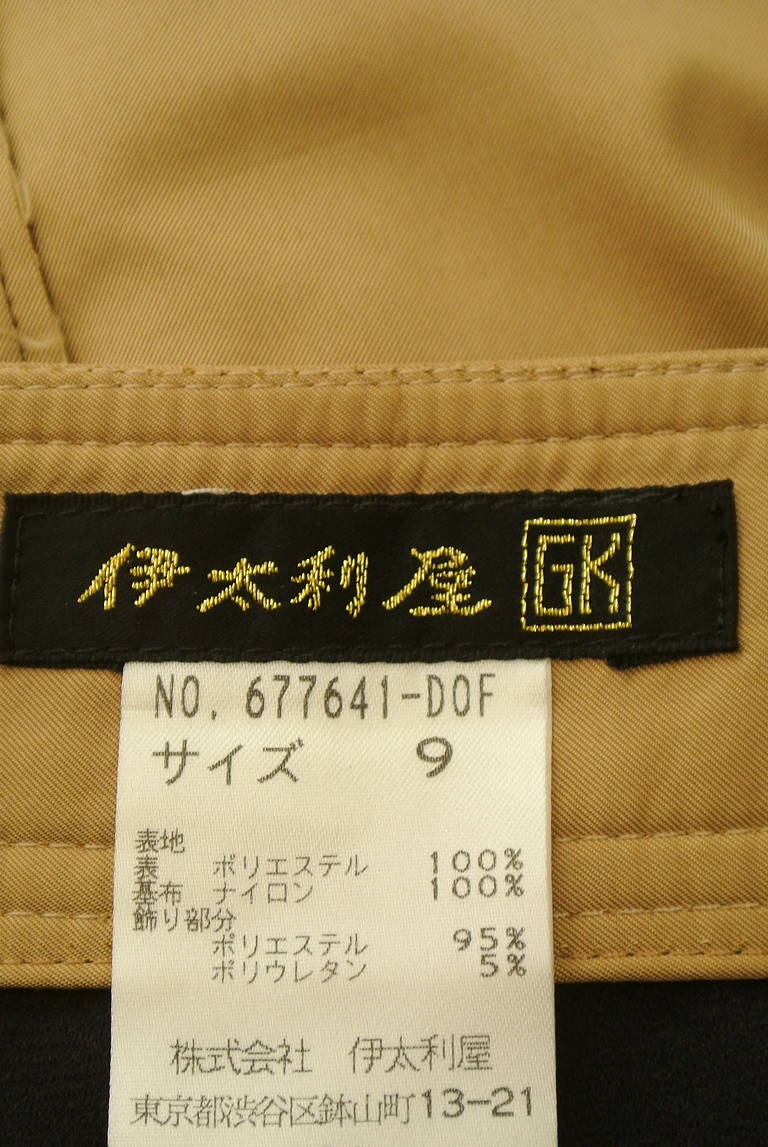 伊太利屋 GK
NO. 677641-DOF
サイズ 9
表地
表 ポリエステル 100%
基布 ナイロン 100%
飾り部分
ポリエステル 95%
ポリウレタン 5%
株式会社 伊太利屋
東京都渋谷区鉢山町13-21